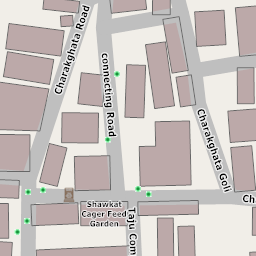 Charakghata Road
connecting Road
Charakghata Goli
Shawkat
Cager Feed
Garden
Taju Com
Ch